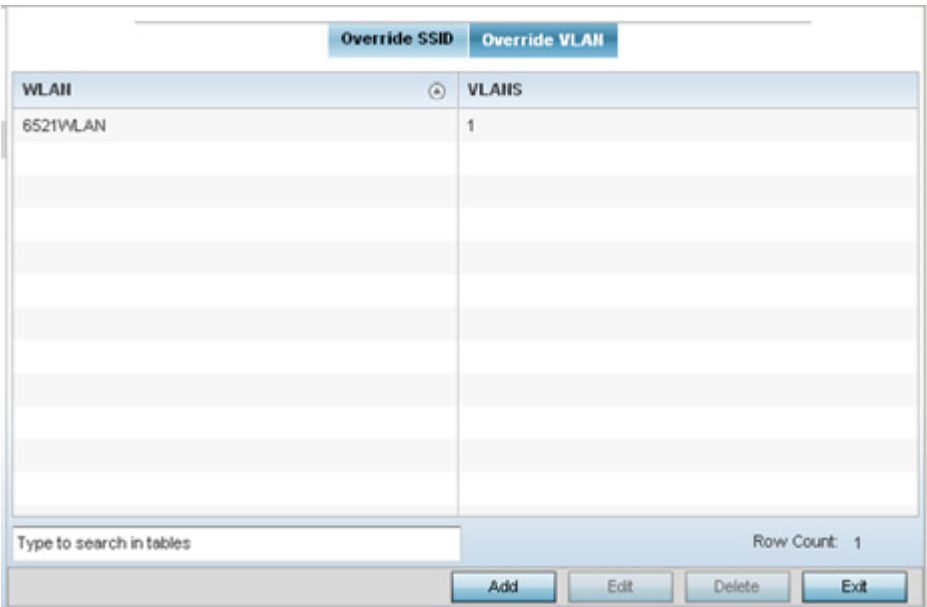 Override SSID Override VLAN
WLAN VLANS
6521WLAN 1
Type to search in tables Row Count: 1
Add Edit Delete Exit